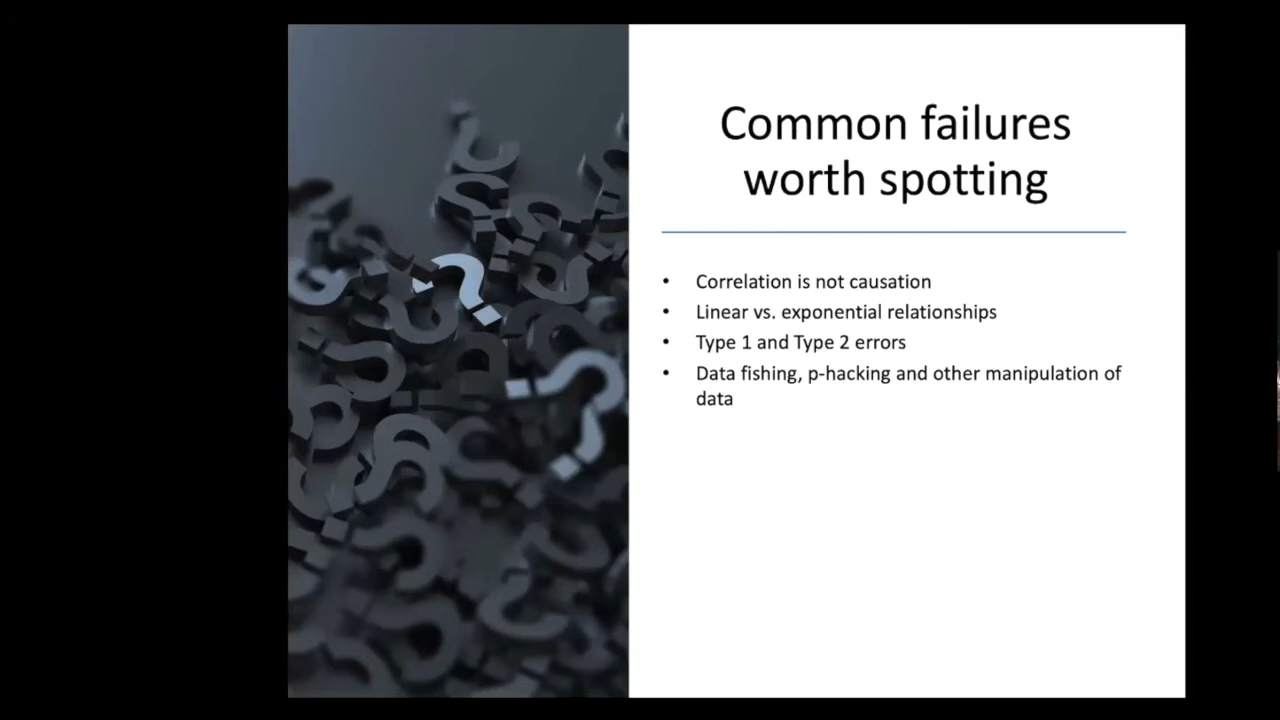 Common failures
worth spotting
• Correlation is not causation
• Linear vs. exponential relationships
• Type 1 and Type 2 errors
• Data fishing, p-hacking and other manipulation of
data